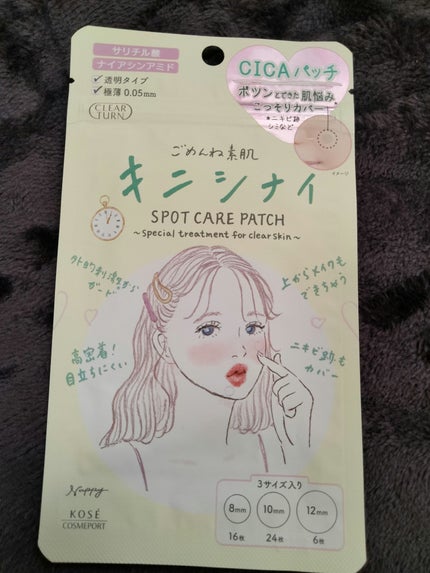 サリチル酸
ナイアシンアミド
✓透明タイプ
✓極薄0.05mm
CLEAR TURN
CICAパッチ
ポツンとできた肌悩み
こっそりカバー
※ニキビ跡
シミなど
イメージ
ごめんね素肌
キニシナイ
SPOT CARE PATCH
~special treatment for clear skin~
外的刺激から
ガード
上からメイクも
できちゃう
高密着!
目立ちにくい
ニキビ跡も
カバー
Nuppy
KOSÉ
COSMEPORT
3サイズ入り
8mm 10mm 12mm
16枚 24枚 6枚